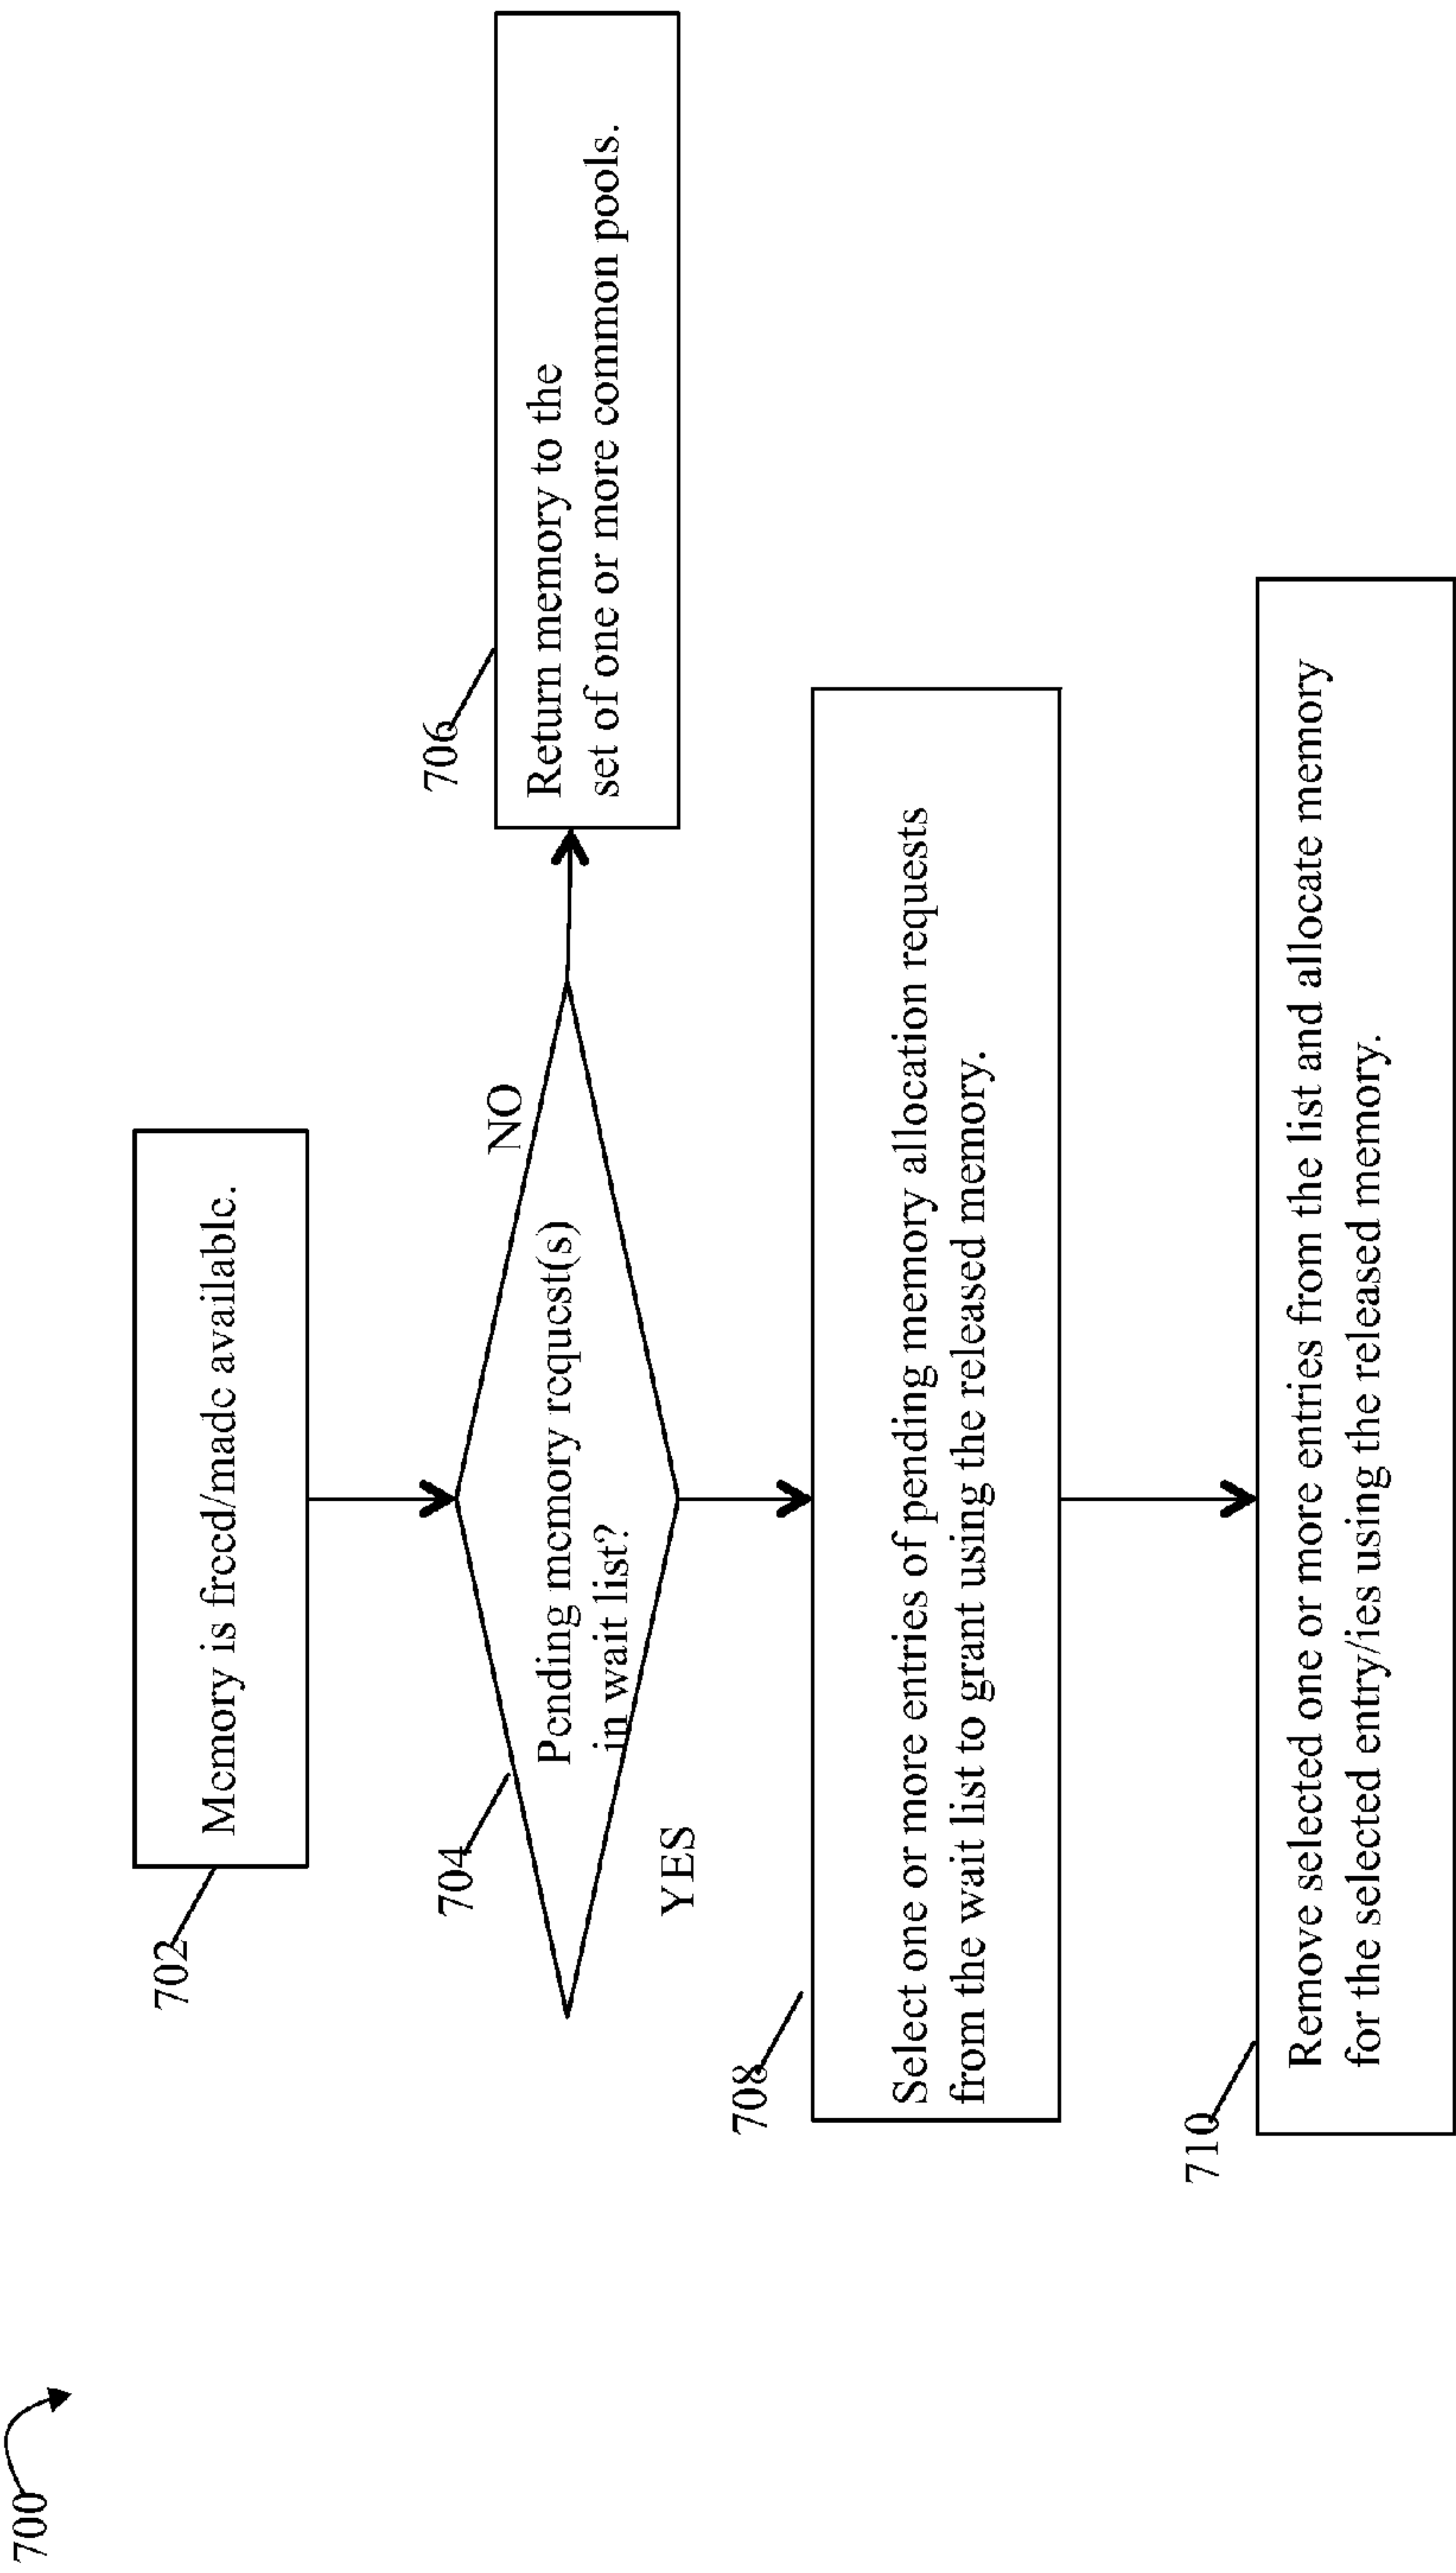 700
702
Memory is freed/made available.
704
Pending memory request(s)
in wait list?
NO
YES
706
Return memory to the
set of one or more common pools.
708
Select one or more entries of pending memory allocation requests
from the wait list to grant using the released memory.
710
Remove selected one or more entries from the list and allocate memory
for the selected entry/ies using the released memory.